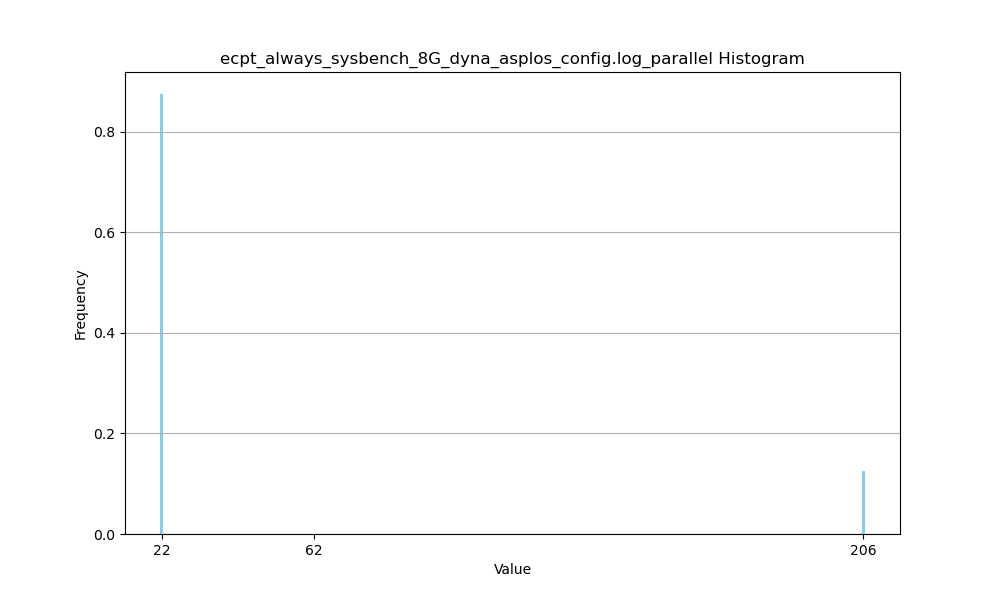 ecpt_always_sysbench_8G_dyna_asplos_config.log_parallel Histogram
0.8
0.6
0.4
0.2
0.0
Frequency
22 62 206
Value